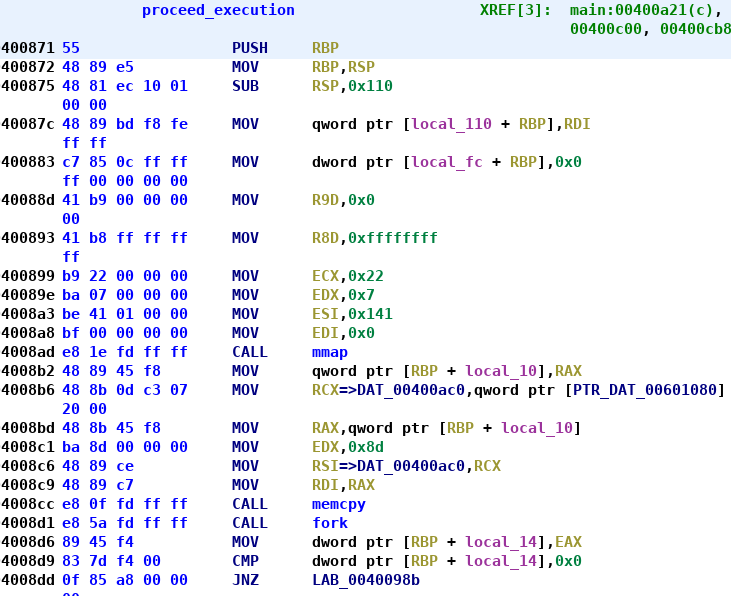 proceed_execution XREF[3]: main:00400a21(c),
00400c00, 00400cb8
400871 55 PUSH RBP
400872 48 89 e5 MOV RBP,RSP
400875 48 81 ec 10 01 SUB RSP,0x110
00 00
40087c 48 89 bd f8 fe MOV qword ptr [local_110 + RBP],RDI
ff ff
400883 c7 85 0c ff ff MOV dword ptr [local_fc + RBP],0x0
ff 00 00 00 00
40088d 41 b9 00 00 00 MOV R9D,0x0
00
400893 41 b8 ff ff ff MOV R8D,0xffffffff
ff
400899 b9 22 00 00 00 MOV ECX,0x22
40089e ba 07 00 00 00 MOV EDX,0x7
4008a3 be 41 01 00 00 MOV ESI,0x141
4008a8 bf 00 00 00 00 MOV EDI,0x0
4008ad e8 1e fd ff ff CALL mmap
4008b2 48 89 45 f8 MOV qword ptr [RBP + local_10],RAX
4008b6 48 8b 0d c3 07 MOV RCX=>DAT_00400ac0,qword ptr [PTR_DAT_00601080]
20 00
4008bd 48 8b 45 f8 MOV RAX,qword ptr [RBP + local_10]
4008c1 ba 8d 00 00 00 MOV EDX,0x8d
4008c6 48 89 ce MOV RSI=>DAT_00400ac0,RCX
4008c9 48 89 c7 MOV RDI,RAX
4008cc e8 0f fd ff ff CALL memcpy
4008d1 e8 5a fd ff ff CALL fork
4008d6 89 45 f4 MOV dword ptr [RBP + local_14],EAX
4008d9 83 7d f4 00 CMP dword ptr [RBP + local_14],0x0
4008dd 0f 85 a8 00 00 JNZ LAB_0040098b